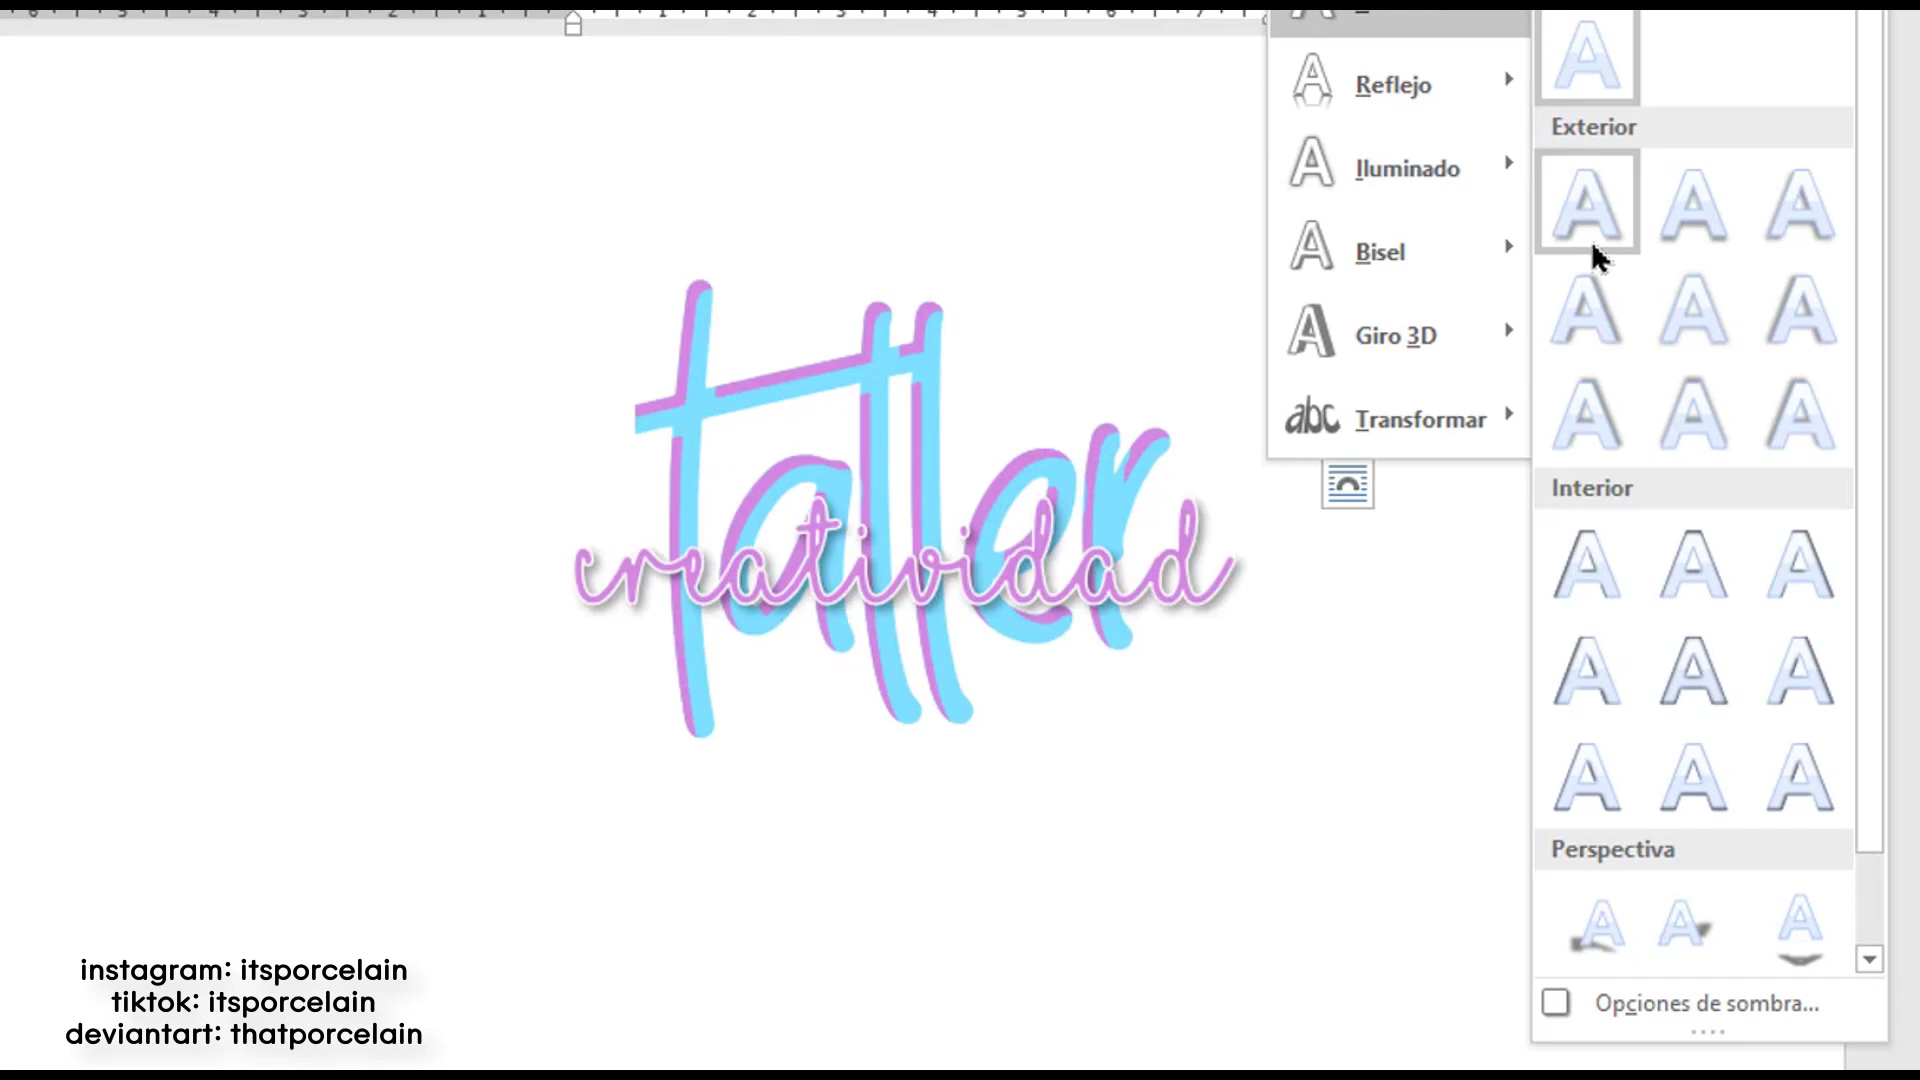 Reflejo
Iluminado
Bisel
Giro 3D
abc Transformar
Exterior
Interior
Perspectiva
Opciones de sombra...
taller
creatividad
instagram: itsporcelain
tiktok: itsporcelain
deviantart: thatporcelain